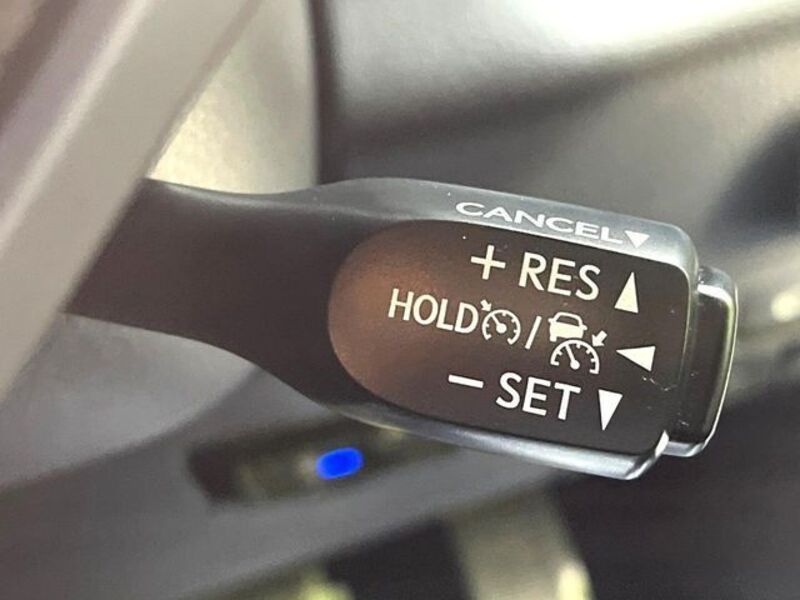 CANCEL▼
+ RES ▲
HOLD / ◀
− SET ▼